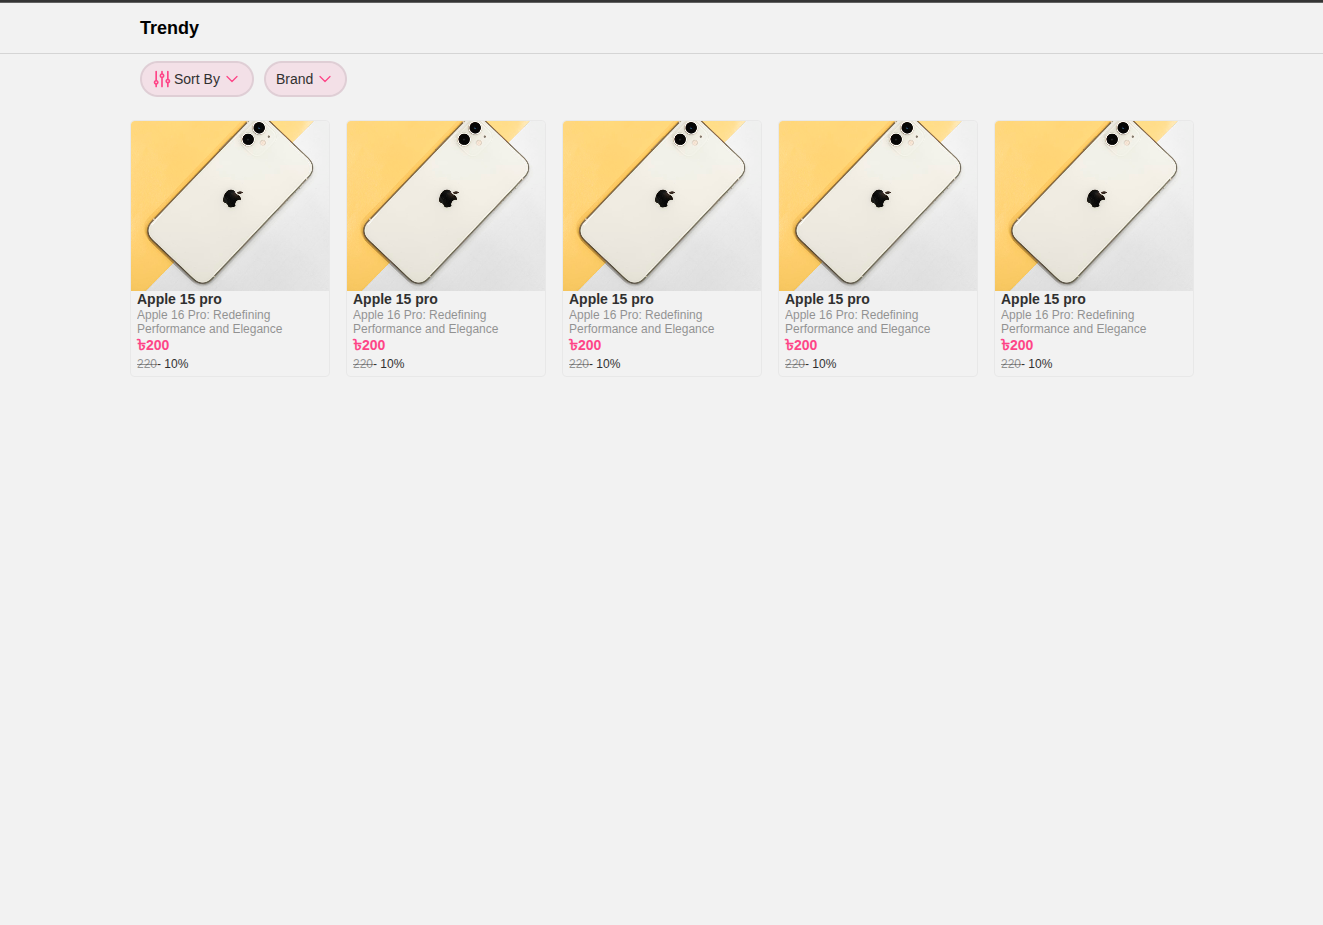 Trendy
Sort By
Brand
Apple 15 pro
Apple 16 Pro: Redefining
Performance and Elegance
৳200
220- 10%
Apple 15 pro
Apple 16 Pro: Redefining
Performance and Elegance
৳200
220- 10%
Apple 15 pro
Apple 16 Pro: Redefining
Performance and Elegance
৳200
220- 10%
Apple 15 pro
Apple 16 Pro: Redefining
Performance and Elegance
৳200
220- 10%
Apple 15 pro
Apple 16 Pro: Redefining
Performance and Elegance
৳200
220- 10%